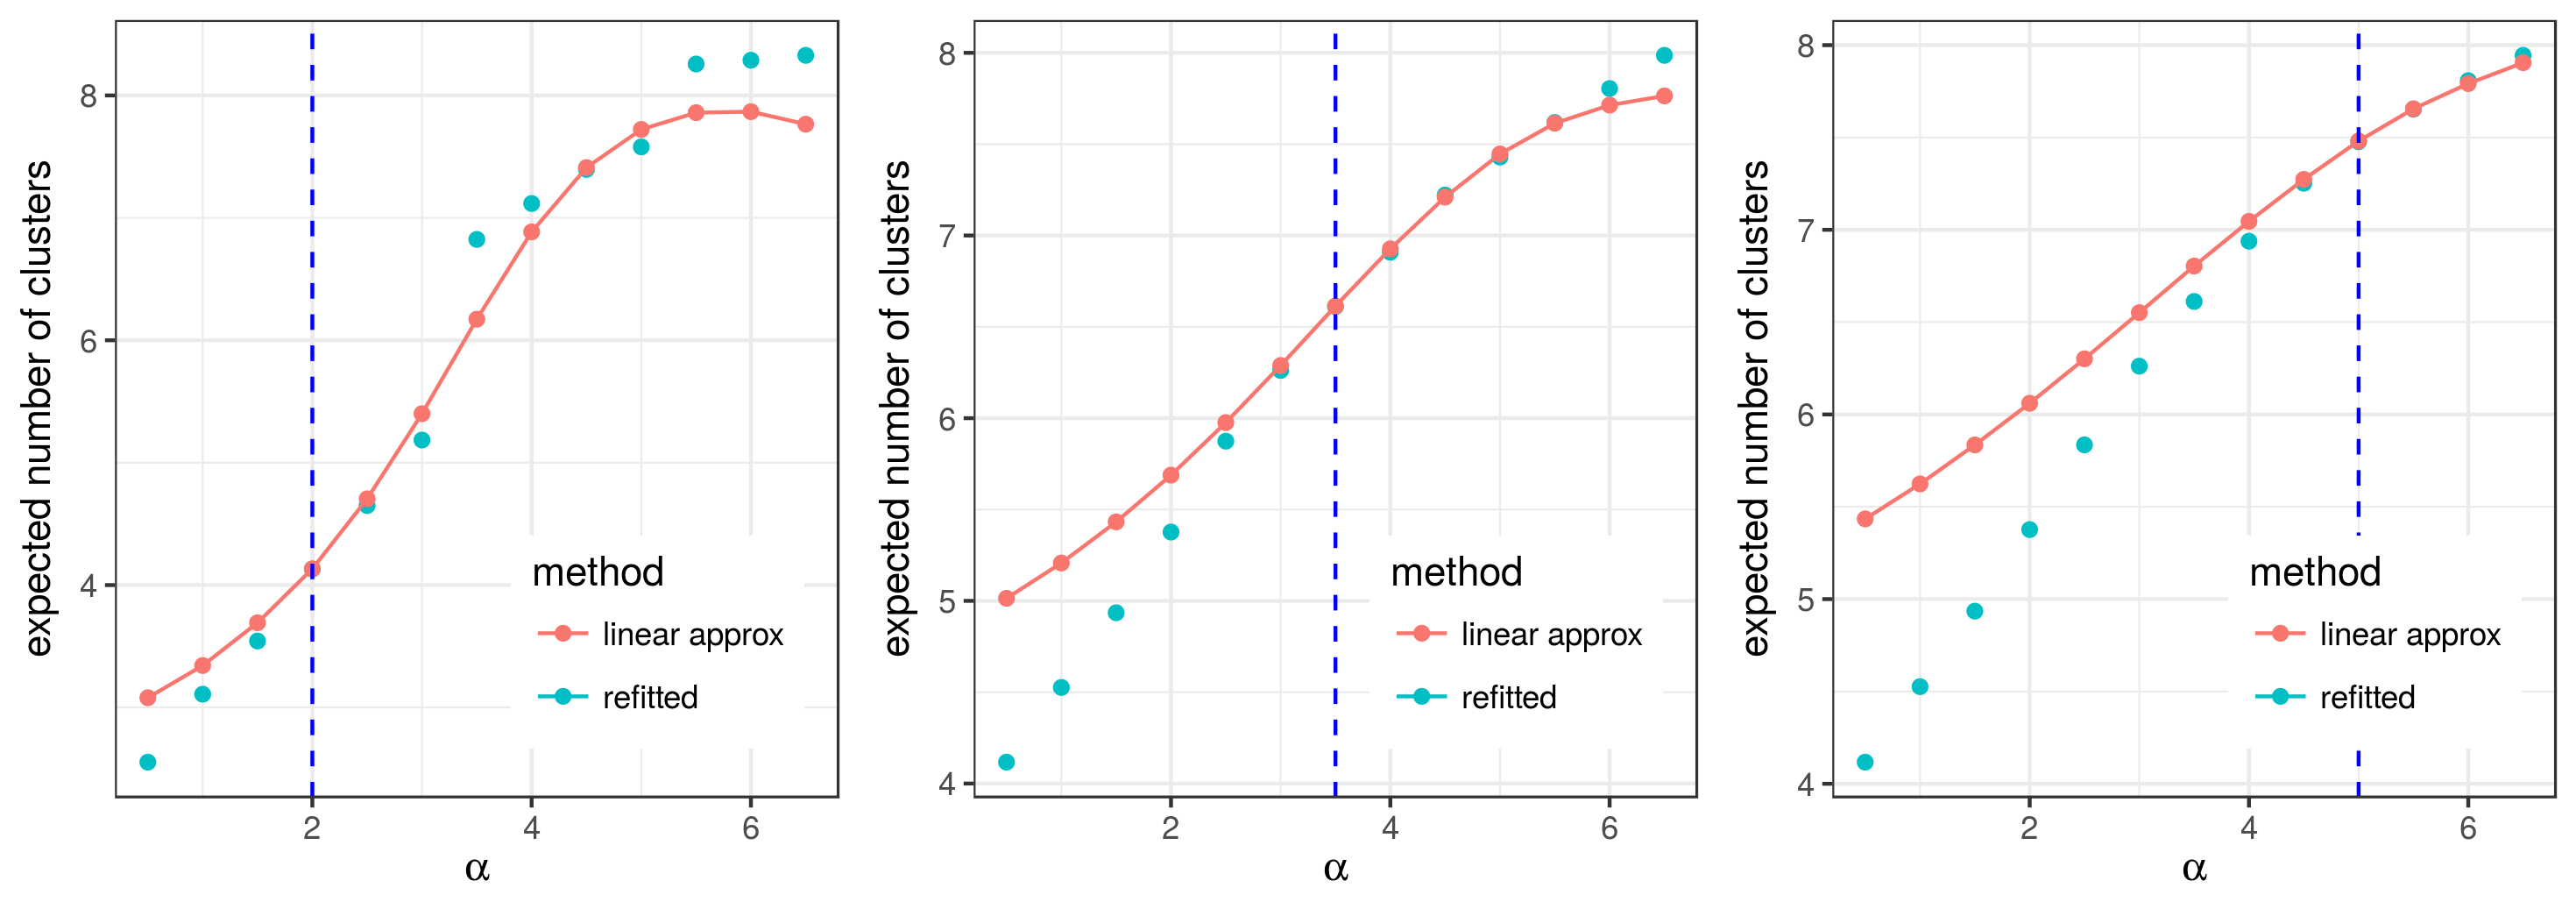 expected number of clusters
8
6
4
2
4
6
α
method
linear approx
refitted
expected number of clusters
8
7
6
5
4
2
4
6
α
method
linear approx
refitted
expected number of clusters
8
7
6
5
4
2
4
6
α
method
linear approx
refitted